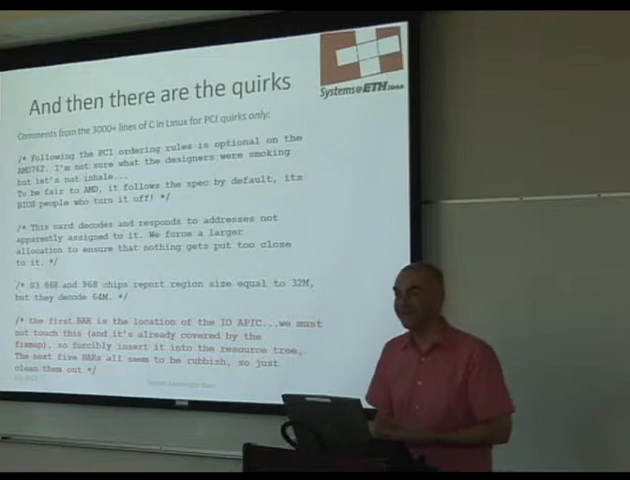 And then there are the quirks
Systems@ETH Zürich
Comments from the 3000+ lines of C in Linux for PCI quirks only:
/* Following the PCI ordering rules is optional on the
AMD762. I'm not sure what the designers were smoking
but let's not inhale...
To be fair to AMD, it follows the spec by default, its
BIOS people who turn it off! */
/* This card decodes and responds to addresses not
apparently assigned to it. We force a larger
allocation to ensure that nothing gets put too close
to it. */
/* S3 868 and 968 chips report region size equal to 32M,
but they decode 64M. */
/* the first BAR is the location of the IO APIC...we must
not touch this (and it's already covered by the
fixmap), so forcibly insert it into the resource tree,
The next five BARs all seem to be rubbish, so just
clean them out */